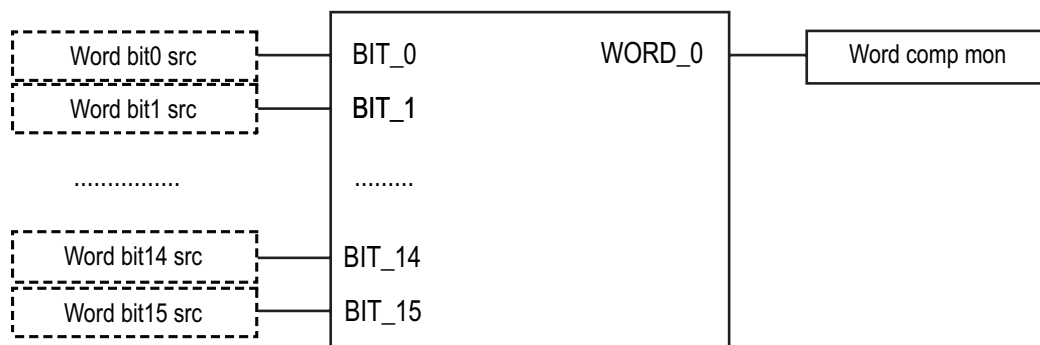 Word bit0 src BIT_0 WORD_0 Word comp mon
Word bit1 src BIT_1
................ .........
Word bit14 src BIT_14
Word bit15 src BIT_15